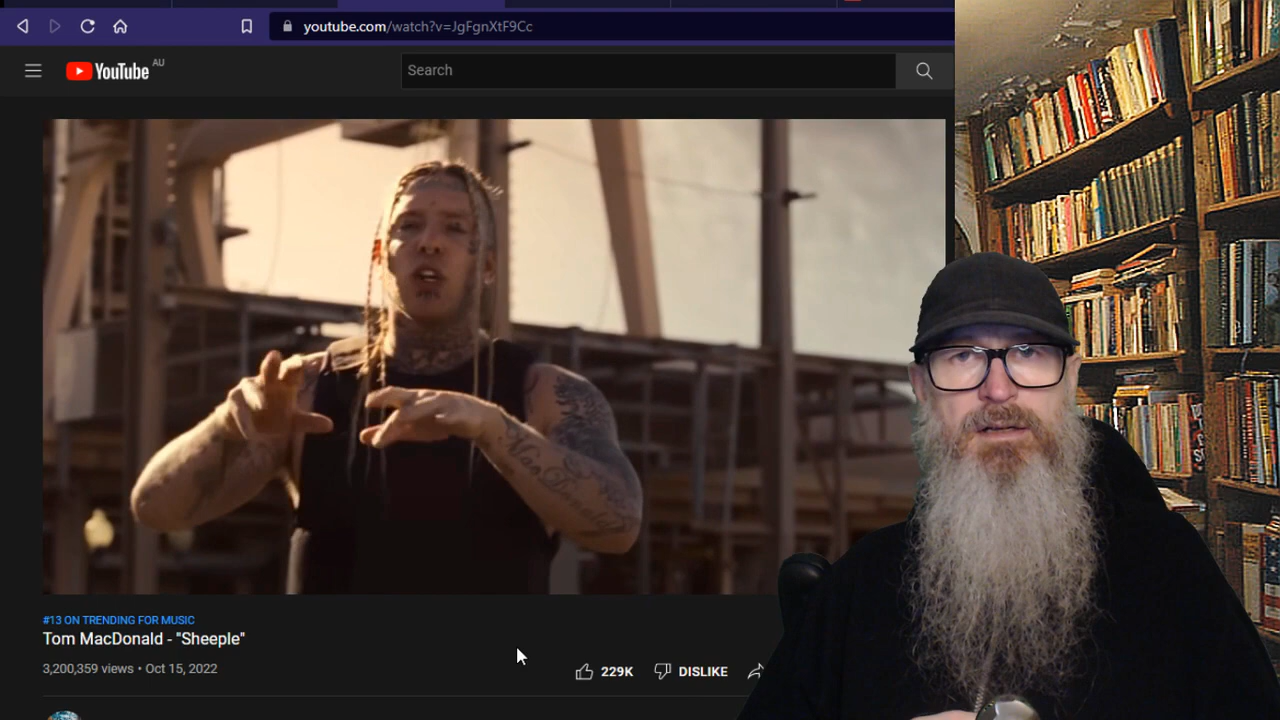 youtube.com/watch?v=JgFgnXtF9Cc
YouTube AU
Search
#13 ON TRENDING FOR MUSIC
Tom MacDonald - "Sheeple"
3,200,359 views • Oct 15, 2022
229K
DISLIKE